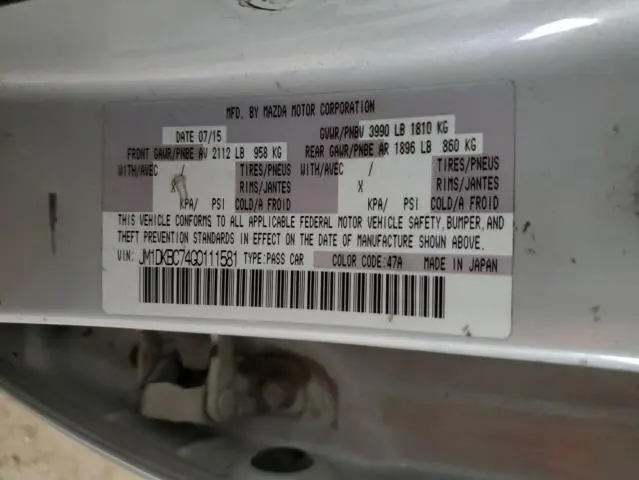 MFD. BY MAZDA MOTOR CORPORATION
DATE 07/15 GVWR/PNBV 3990 LB 1810 KG
FRONT GAWR/PNBE AV 2112 LB 958 KG REAR GAWR/PNBE AR 1896 LB 860 KG
WITH/AVEC / TIRES/PNEUS WITH/AVEC / TIRES/PNEUS
X RIMS/JANTES X RIMS/JANTES
KPA/ PSI COLD/A FROID KPA/ PSI COLD/A FROID
THIS VEHICLE CONFORMS TO ALL APPLICABLE FEDERAL MOTOR VEHICLE SAFETY, BUMPER, AND
THEFT PREVENTION STANDARDS IN EFFECT ON THE DATE OF MANUFACTURE SHOWN ABOVE.
VIN: JM1DKBC74G0111581 TYPE:PASS CAR COLOR CODE:47A MADE IN JAPAN